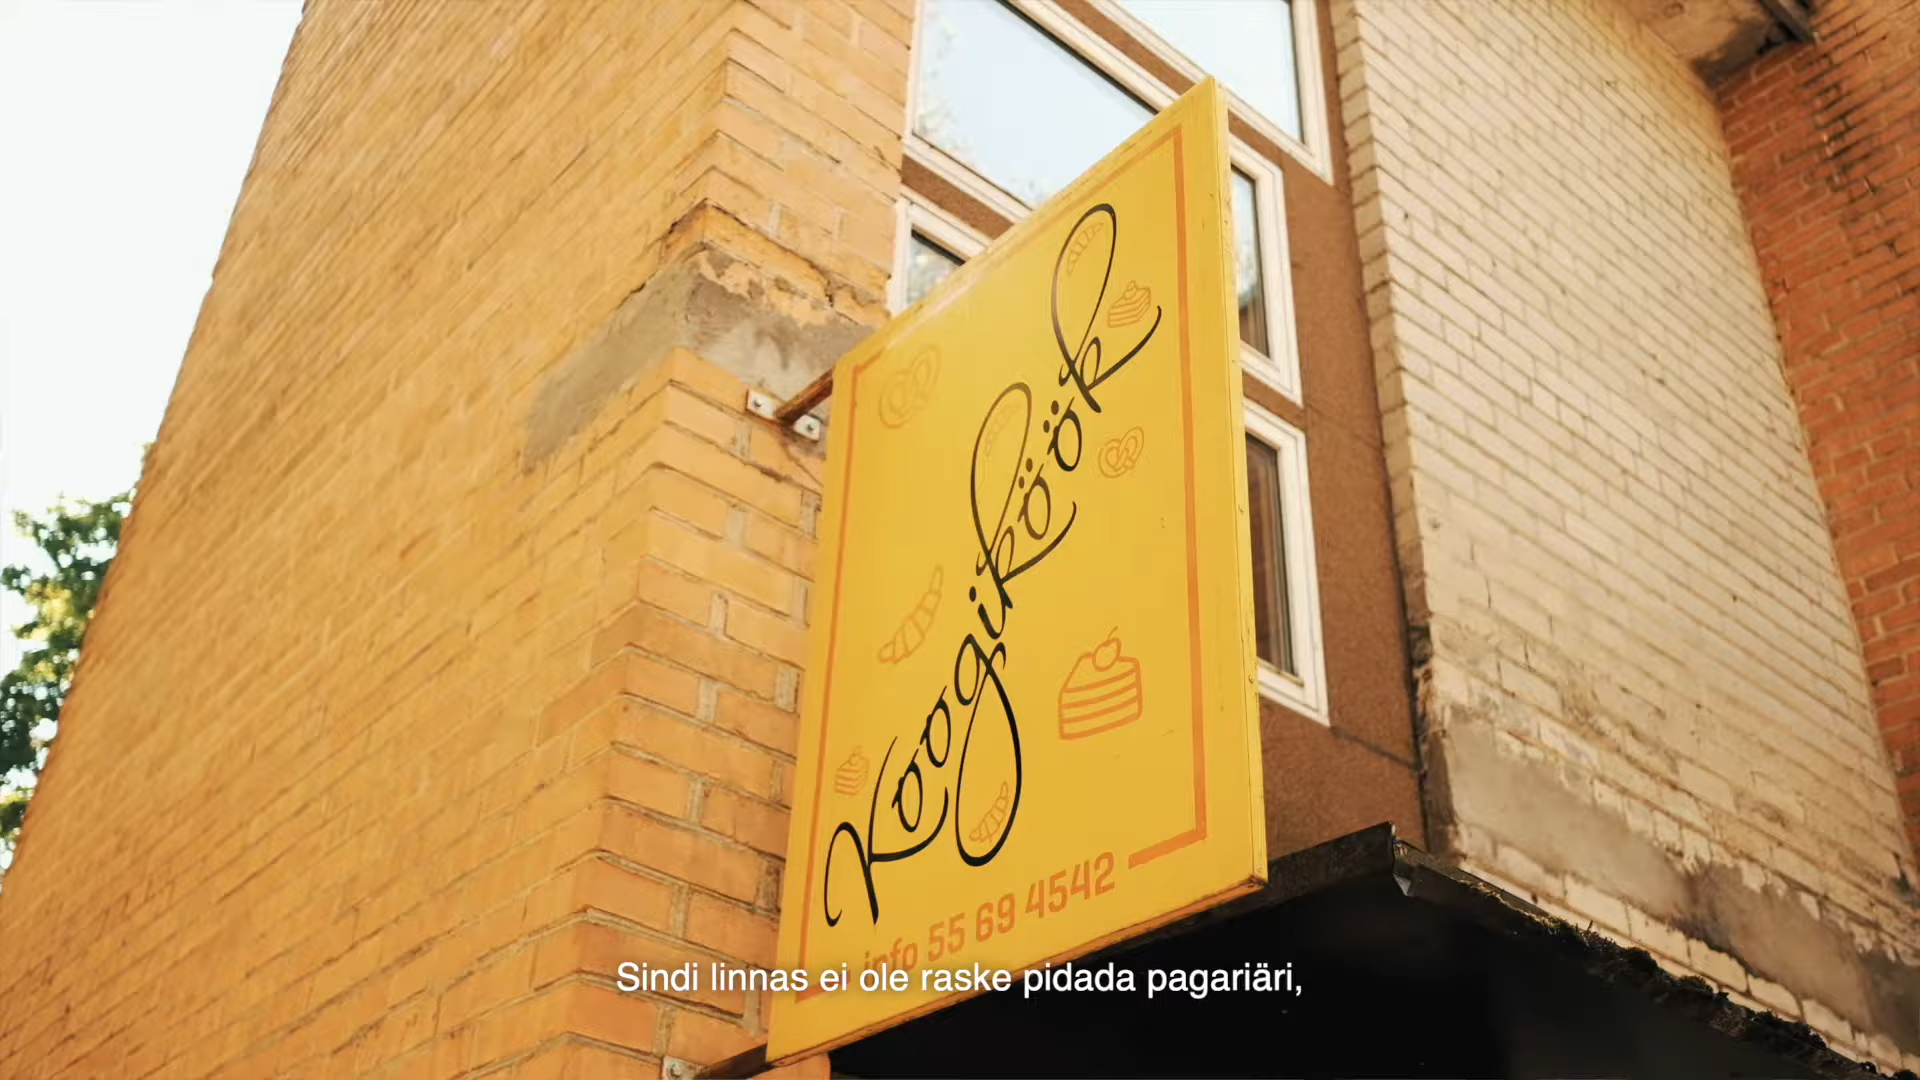 Koogiköök
info 55 69 4542
Sindi linnas ei ole raske pidada pagariäri,